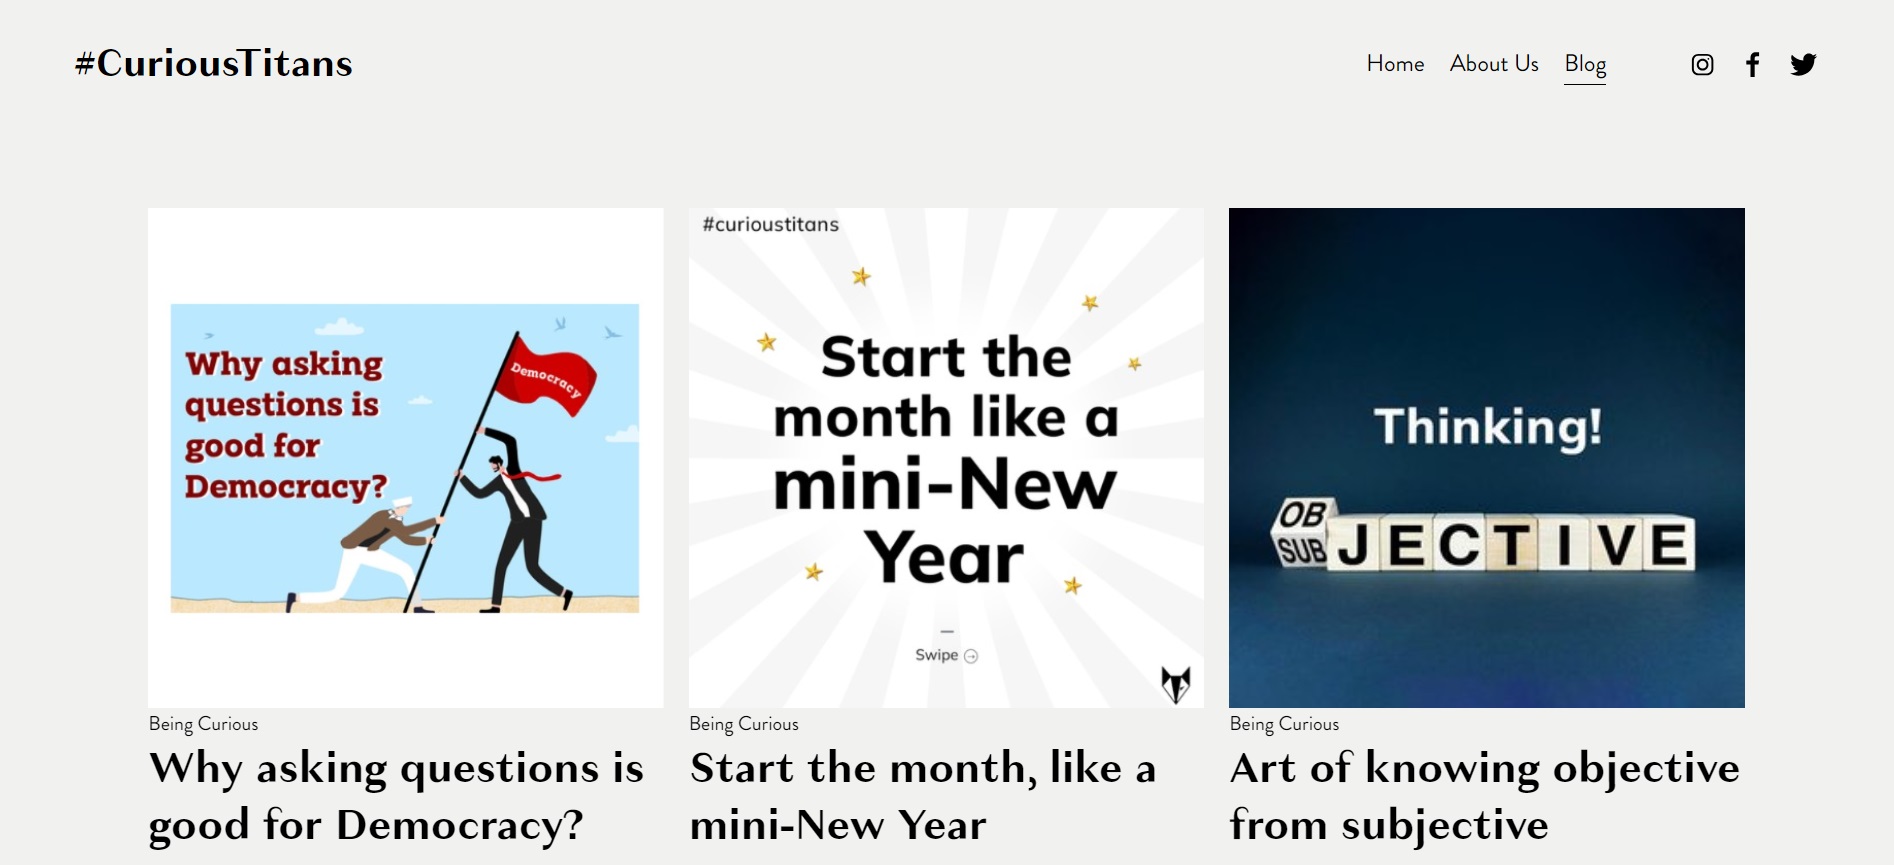 #CuriousTitans
Home About Us Blog
Why asking
questions is
good for
Democracy?
Democracy
Being Curious
Why asking questions is
good for Democracy?
#curioustitans
Start the
month like a
mini-New
Year
Swipe
Being Curious
Start the month, like a
mini-New Year
Thinking!
OB
SUB JECTIVE
Being Curious
Art of knowing objective
from subjective